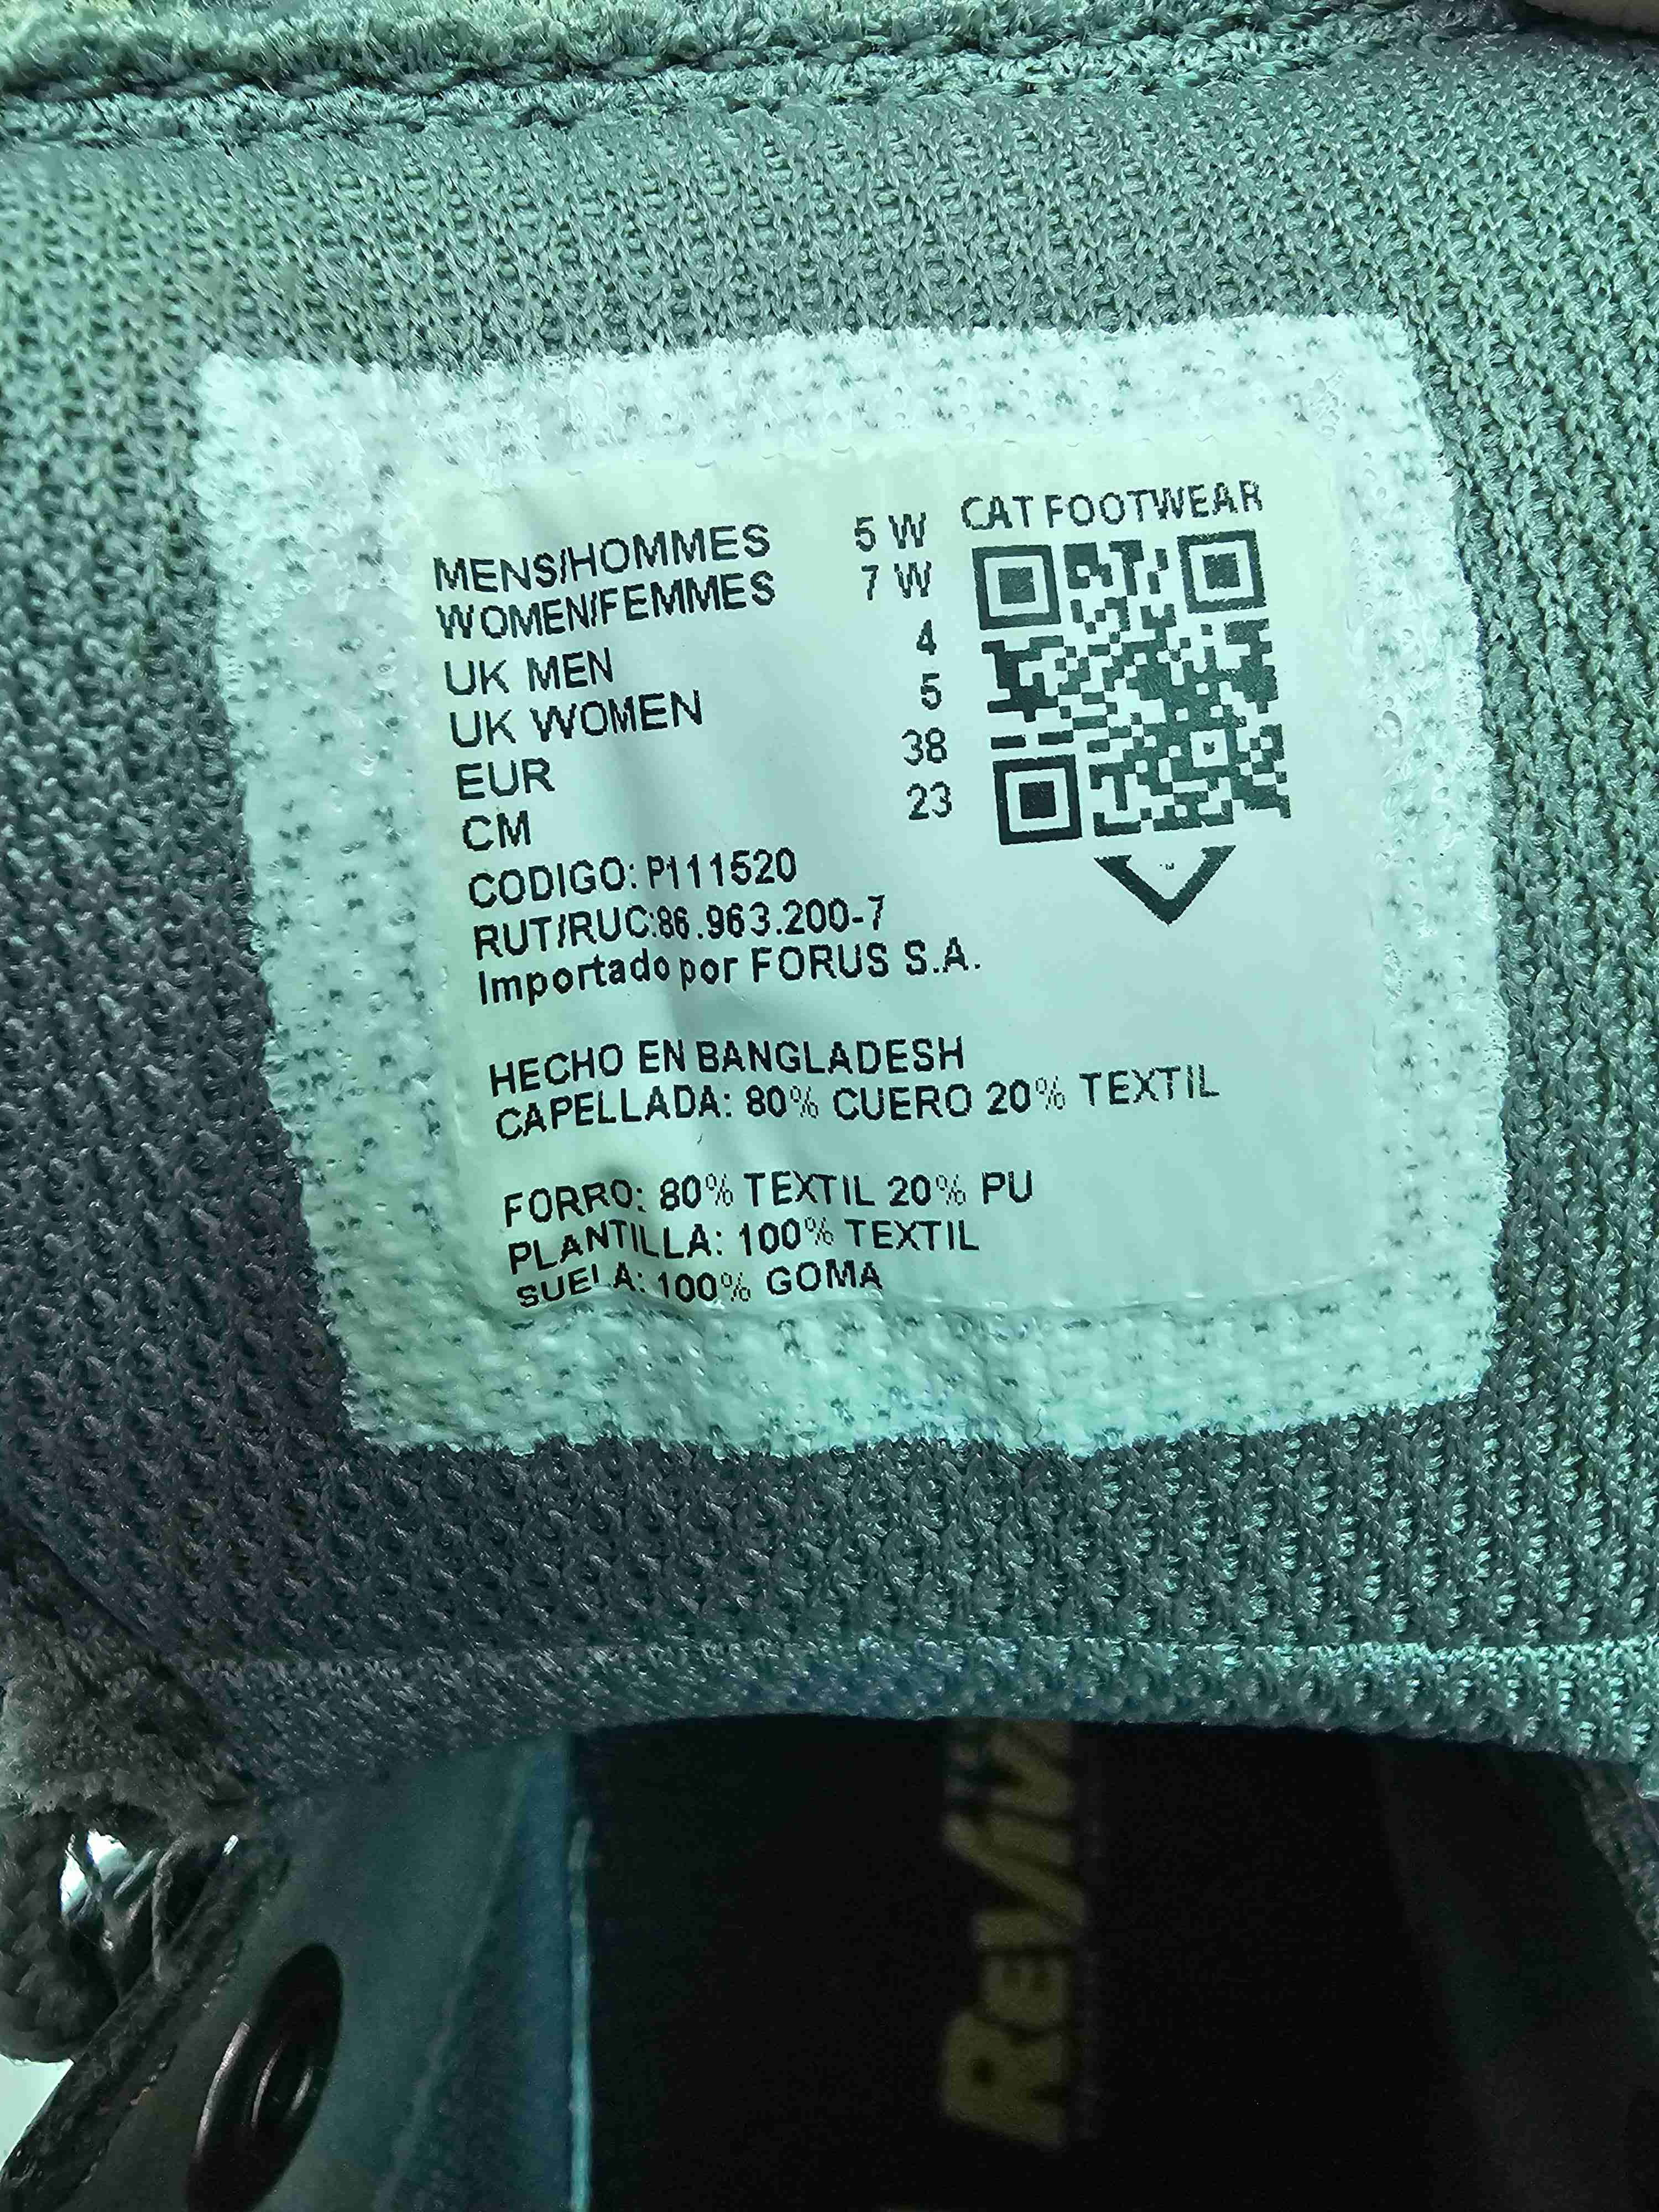 CAT FOOTWEAR
MENS/HOMMES 5 W
WOMEN/FEMMES 7 W
UK MEN 4
UK WOMEN 5
EUR 38
CM 23
CODIGO: P111520
RUT/RUC:86.963.200-7
Importado por FORUS S.A.
HECHO EN BANGLADESH
CAPELLADA: 80% CUERO 20% TEXTIL
FORRO: 80% TEXTIL 20% PU
PLANTILLA: 100% TEXTIL
SUELA: 100% GOMA